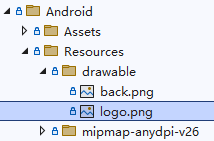 Android
Assets
Resources
drawable
back.png
logo.png
mipmap-anydpi-v26